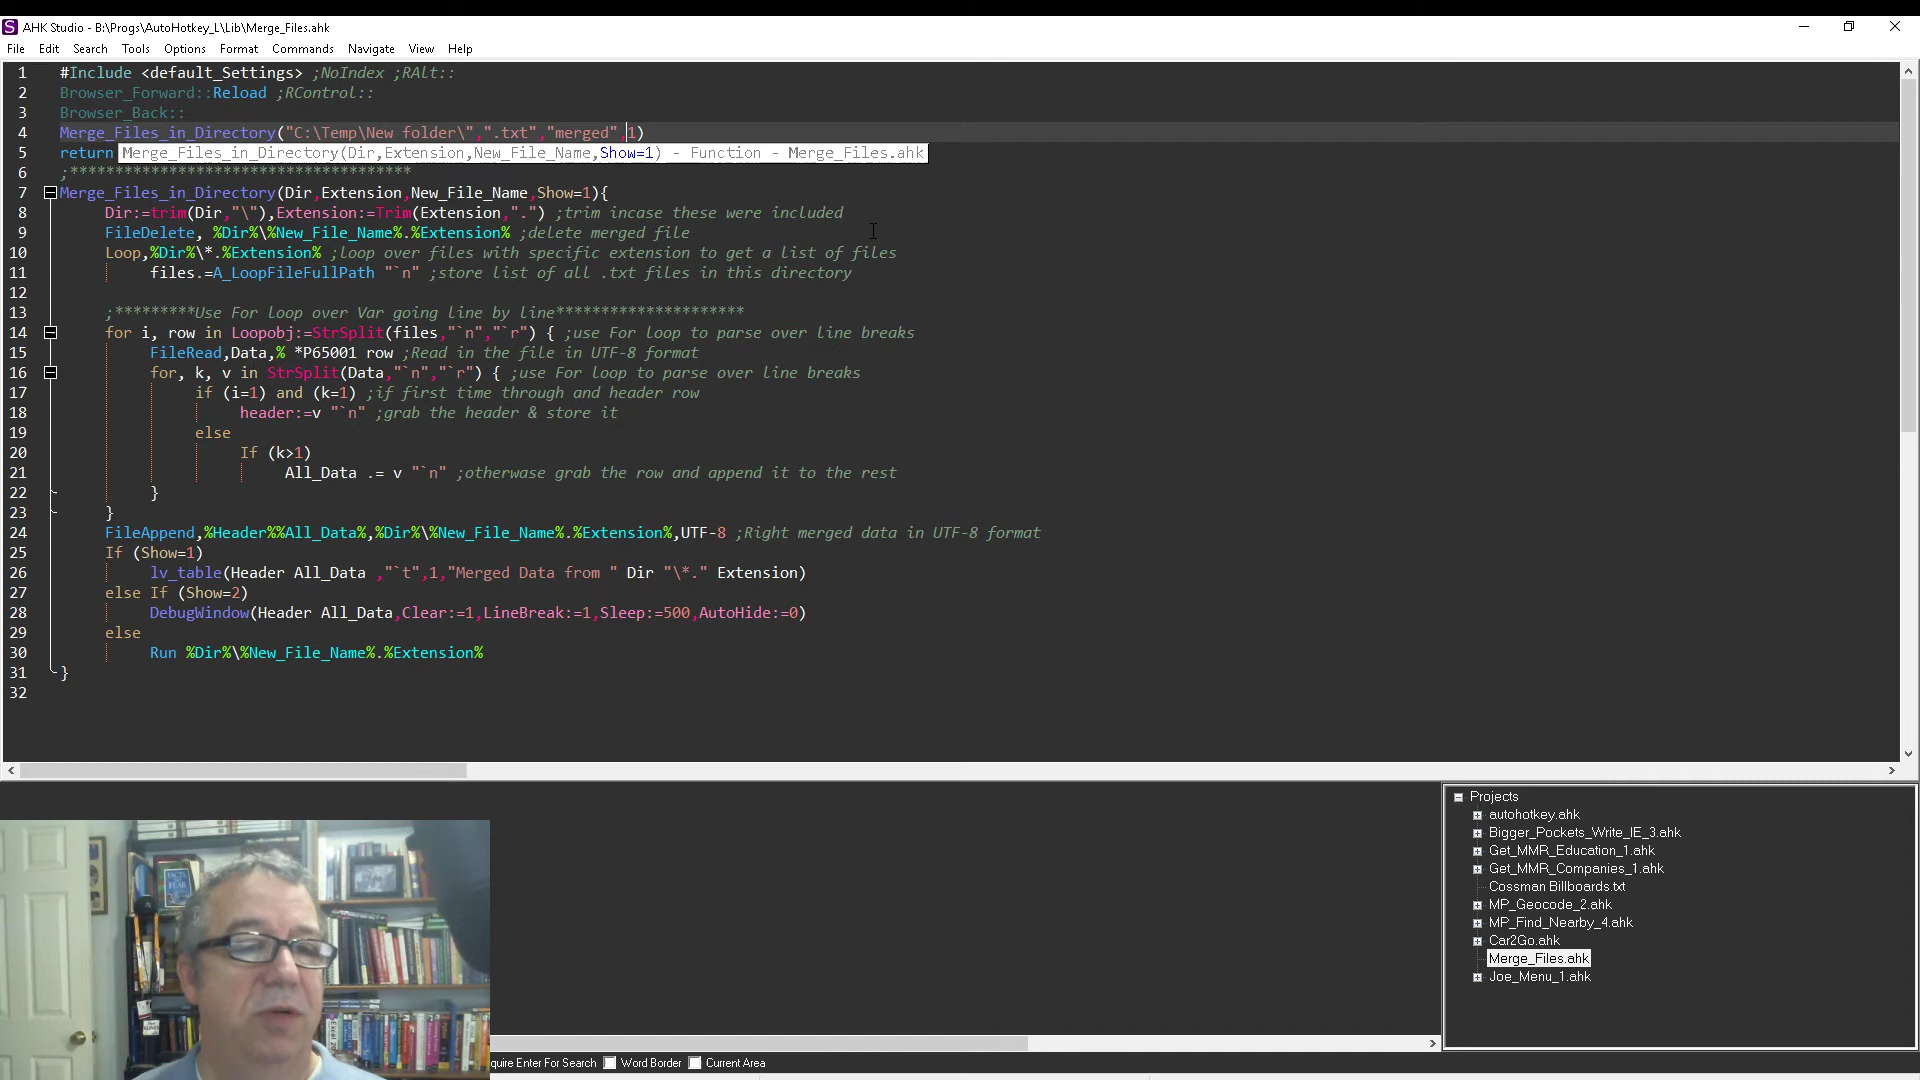 AHK Studio - B:\Progs\AutoHotkey_L\Lib\Merge_Files.ahk
File Edit Search Tools Options Format Commands Navigate View Help
1 #Include <default_Settings> ;NoIndex ;RAlt::
2 Browser_Forward::Reload ;RControl::
3 Browser_Back::
4 Merge_Files_in_Directory("C:\Temp\New folder\",".txt","merged",1)
5 return Merge_Files_in_Directory(Dir,Extension,New_File_Name,Show=1) - Function - Merge_Files.ahk
6 ;**************************************
7 Merge_Files_in_Directory(Dir,Extension,New_File_Name,Show=1){
8 Dir:=trim(Dir,"\"),Extension:=Trim(Extension,".") ;trim incase these were included
9 FileDelete, %Dir%\%New_File_Name%.%Extension% ;delete merged file
10 Loop,%Dir%\*.%Extension% ;loop over files with specific extension to get a list of files
11 files.=A_LoopFileFullPath "`n" ;store list of all .txt files in this directory
12
13 ;*********Use For loop over Var going line by line*********************
14 for i, row in Loopobj:=StrSplit(files,"`n","`r") { ;use For loop to parse over line breaks
15 FileRead,Data,% *P65001 row ;Read in the file in UTF-8 format
16 for, k, v in StrSplit(Data,"`n","`r") { ;use For loop to parse over line breaks
17 if (i=1) and (k=1) ;if first time through and header row
18 header:=v "`n" ;grab the header & store it
19 else
20 If (k>1)
21 All_Data .= v "`n" ;otherwase grab the row and append it to the rest
22 }
23 }
24 FileAppend,%Header%%All_Data%,%Dir%\%New_File_Name%.%Extension%,UTF-8 ;Right merged data in UTF-8 format
25 If (Show=1)
26 lv_table(Header All_Data ,"`t",1,"Merged Data from " Dir "\*." Extension)
27 else If (Show=2)
28 DebugWindow(Header All_Data,Clear:=1,LineBreak:=1,Sleep:=500,AutoHide:=0)
29 else
30 Run %Dir%\%New_File_Name%.%Extension%
31 }
32
Projects
autohotkey.ahk
Bigger_Pockets_Write_IE_3.ahk
Get_MMR_Education_1.ahk
Get_MMR_Companies_1.ahk
Cossman Billboards.txt
MP_Geocode_2.ahk
MP_Find_Nearby_4.ahk
Car2Go.ahk
Merge_Files.ahk
Joe_Menu_1.ahk
quire Enter For Search Word Border Current Area